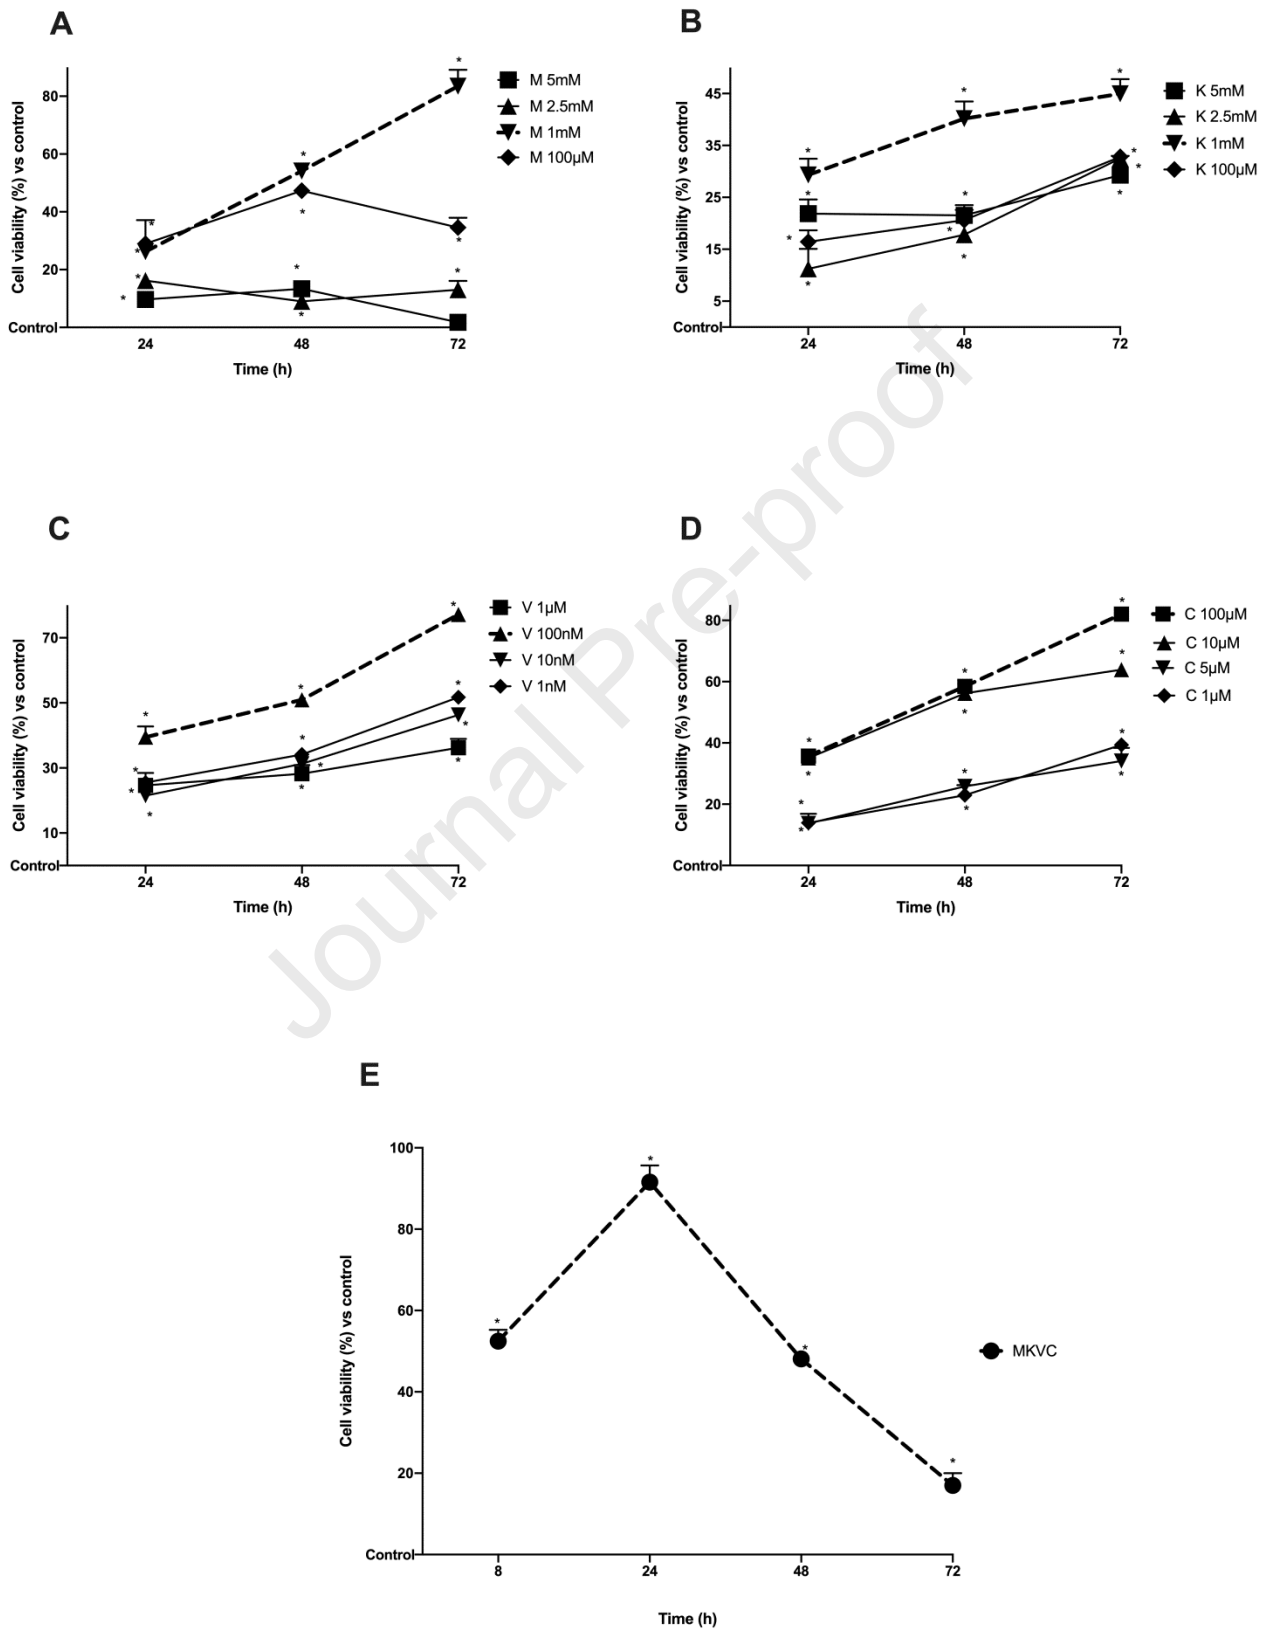 A
Cell viability (%) vs control
80
60
40
20
Control
24
48
72
Time (h)
M 5mM
M 2.5mM
M 1mM
M 100µM
*
*
*
*
*
*
*
*
*
*
*
B
Cell viability (%) vs control
45
35
25
15
5
Control
24
48
72
Time (h)
K 5mM
K 2.5mM
K 1mM
K 100µM
*
*
*
*
*
*
*
*
*
*
*
*
C
Cell viability (%) vs control
70
50
30
10
Control
24
48
72
Time (h)
V 1µM
V 100nM
V 10nM
V 1nM
*
*
*
*
*
*
*
*
*
*
*
*
D
Cell viability (%) vs control
80
60
40
20
Control
24
48
72
Time (h)
C 100µM
C 10µM
C 5µM
C 1µM
*
*
*
*
*
*
*
*
*
*
*
*
E
Cell viability (%) vs control
100
80
60
40
20
Control
8
24
48
72
Time (h)
MKVC
*
*
*
*
Journal Pre-proof